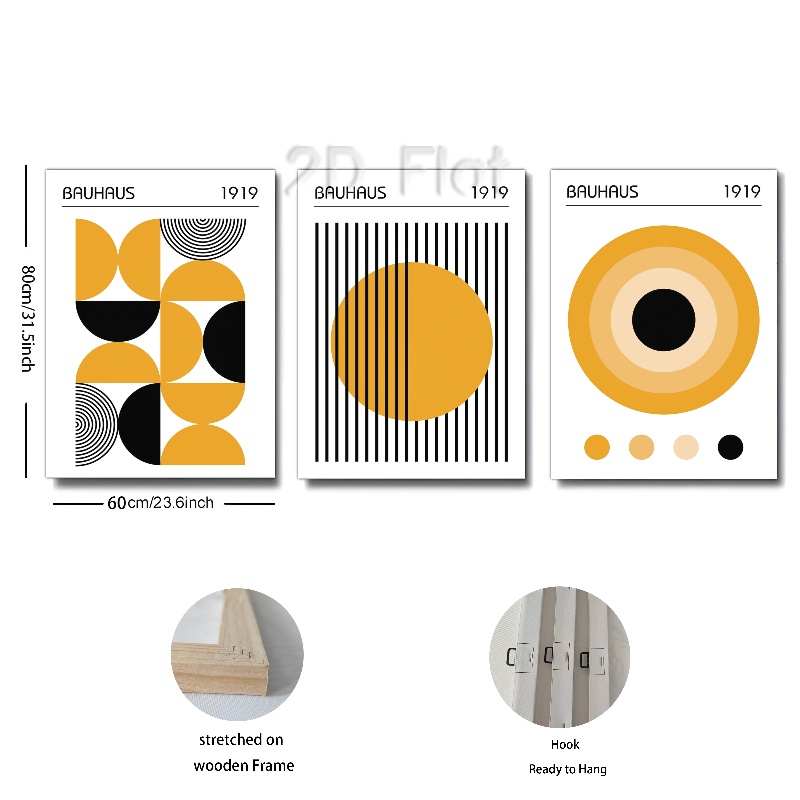 2D Flat
BAUHAUS 1919
BAUHAUS 1919
BAUHAUS 1919
80cm/31.5inch
60cm/23.6inch
stretched on
wooden Frame
Hook
Ready to Hang